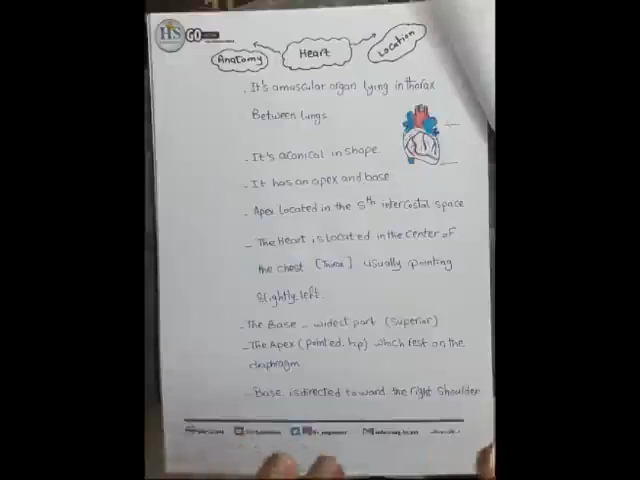 HS GO
Anatomy Heart Location
. It's a muscular organ lying in thorax
Between lungs
. It's a conical in shape
. It has an apex and base
. Apex located in the 5th intercostal space
- The Heart is located in the center of
the chest [Thorax] usually pointing
slightly left.
- The Base - widest part (superior)
- The Apex (pointed tip) which rest on the
diaphragm
- Base is directed toward the right shoulder